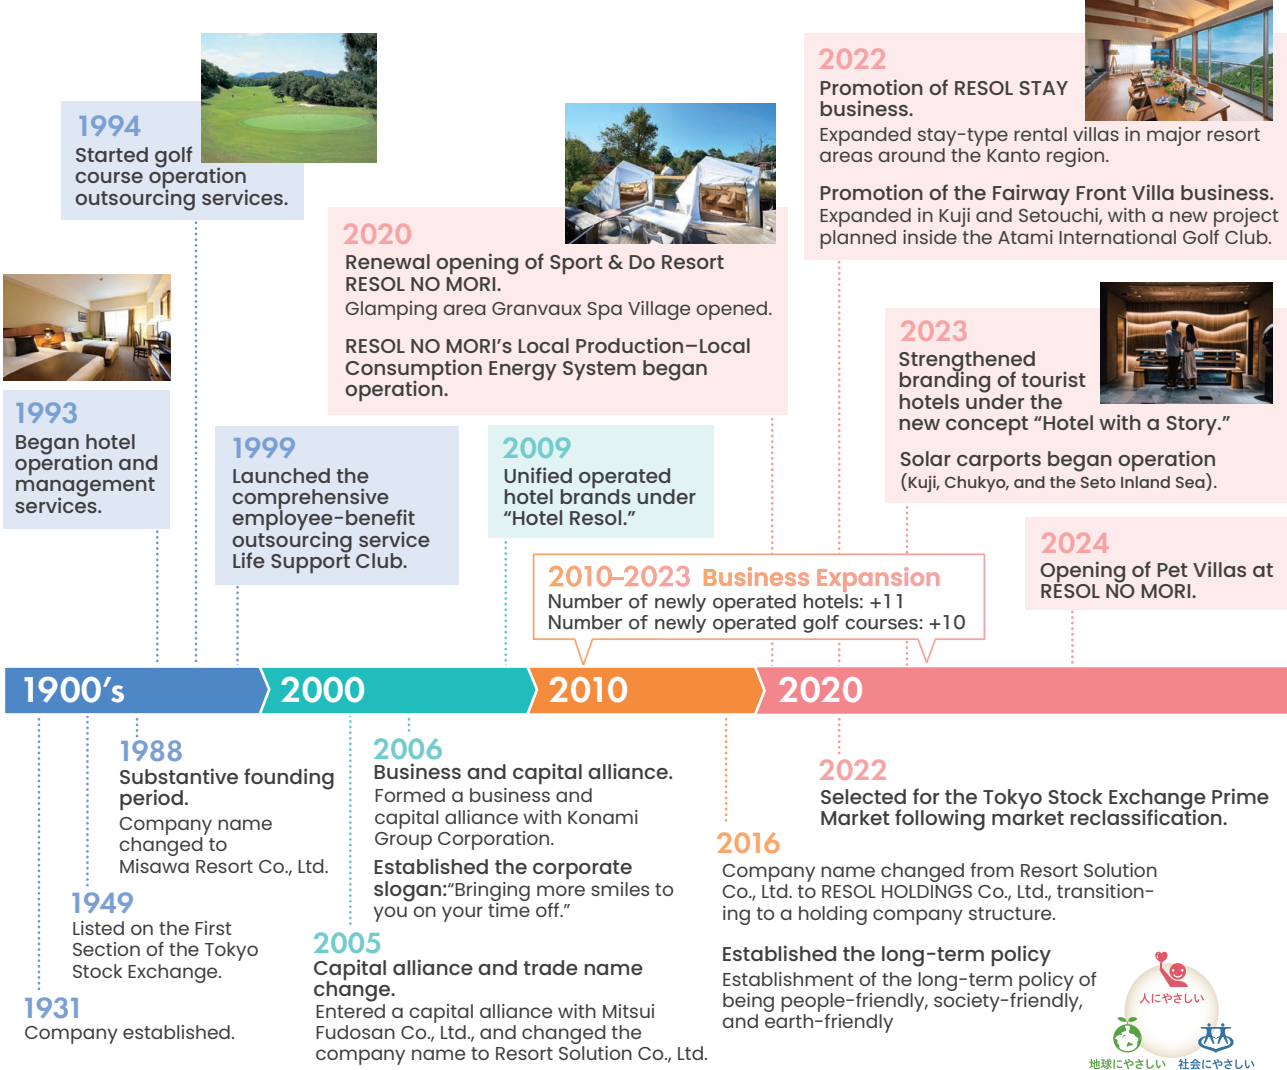 1994
Started golf
course operation
outsourcing services.
1993
Began hotel
operation and
management
services.
1999
Launched the
comprehensive
employee-benefit
outsourcing service
Life Support Club.
2020
Renewal opening of Sport & Do Resort
RESOL NO MORI.
Glamping area Granvaux Spa Village opened.
RESOL NO MORI’s Local Production–Local
Consumption Energy System began
operation.
2009
Unified operated
hotel brands under
“Hotel Resol.”
2022
Promotion of RESOL STAY
business.
Expanded stay-type rental villas in major resort
areas around the Kanto region.
Promotion of the Fairway Front Villa business.
Expanded in Kuji and Setouchi, with a new project
planned inside the Atami International Golf Club.
2023
Strengthened
branding of tourist
hotels under the
new concept “Hotel with a Story.”
Solar carports began operation
(Kuji, Chukyo, and the Seto Inland Sea).
2024
Opening of Pet Villas at
RESOL NO MORI.
2010–2023 Business Expansion
Number of newly operated hotels: +11
Number of newly operated golf courses: +10
1900’s
2000
2010
2020
1988
Substantive founding
period.
Company name
changed to
Misawa Resort Co., Ltd.
1949
Listed on the First
Section of the Tokyo
Stock Exchange.
1931
Company established.
2006
Business and capital alliance.
Formed a business and
capital alliance with Konami
Group Corporation.
Established the corporate
slogan:“Bringing more smiles to
you on your time off.”
2005
Capital alliance and trade name
change.
Entered a capital alliance with Mitsui
Fudosan Co., Ltd., and changed the
company name to Resort Solution Co., Ltd.
2022
Selected for the Tokyo Stock Exchange Prime
Market following market reclassification.
2016
Company name changed from Resort Solution
Co., Ltd. to RESOL HOLDINGS Co., Ltd., transition-
ing to a holding company structure.
Established the long-term policy
Establishment of the long-term policy of
being people-friendly, society-friendly,
and earth-friendly
人にやさしい
地球にやさしい
社会にやさしい